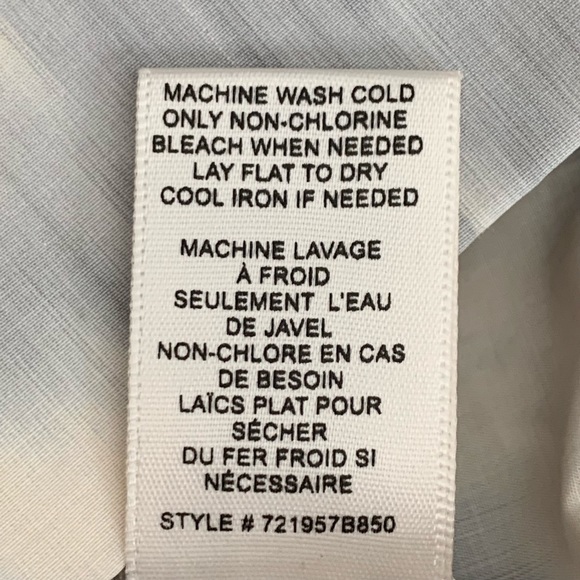 MACHINE WASH COLD
ONLY NON-CHLORINE
BLEACH WHEN NEEDED
LAY FLAT TO DRY
COOL IRON IF NEEDED
MACHINE LAVAGE
À FROID
SEULEMENT L'EAU
DE JAVEL
NON-CHLORE EN CAS
DE BESOIN
LAÏCS PLAT POUR
SÉCHER
DU FER FROID SI
NÉCESSAIRE
STYLE # 721957B850